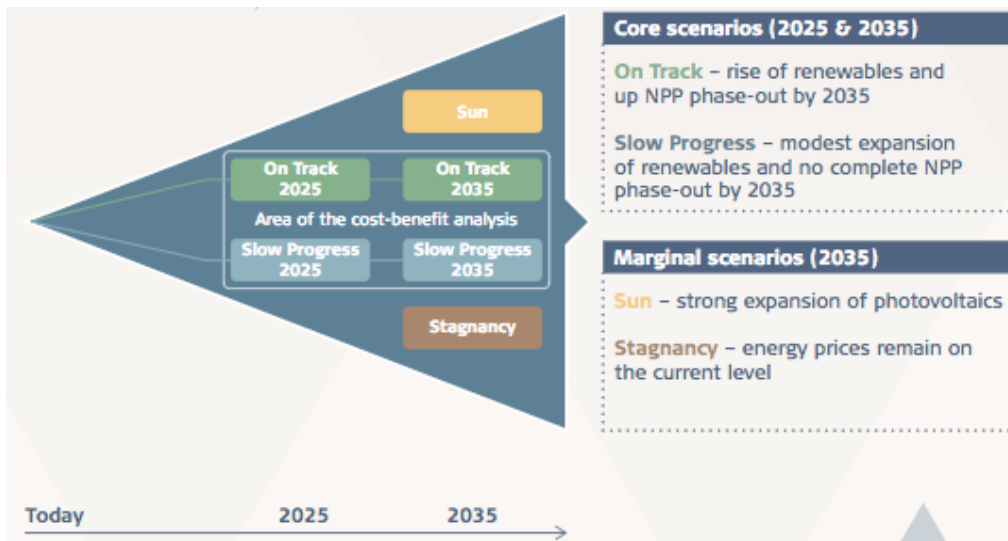 Sun
On Track
2025
On Track
2035
Area of the cost-benefit analysis
Slow Progress
2025
Slow Progress
2035
Stagnancy
Today
2025
2035
Core scenarios (2025 & 2035)
On Track – rise of renewables and
up NPP phase-out by 2035
Slow Progress – modest expansion
of renewables and no complete NPP
phase-out by 2035
Marginal scenarios (2035)
Sun – strong expansion of photovoltaics
Stagnancy – energy prices remain on
the current level